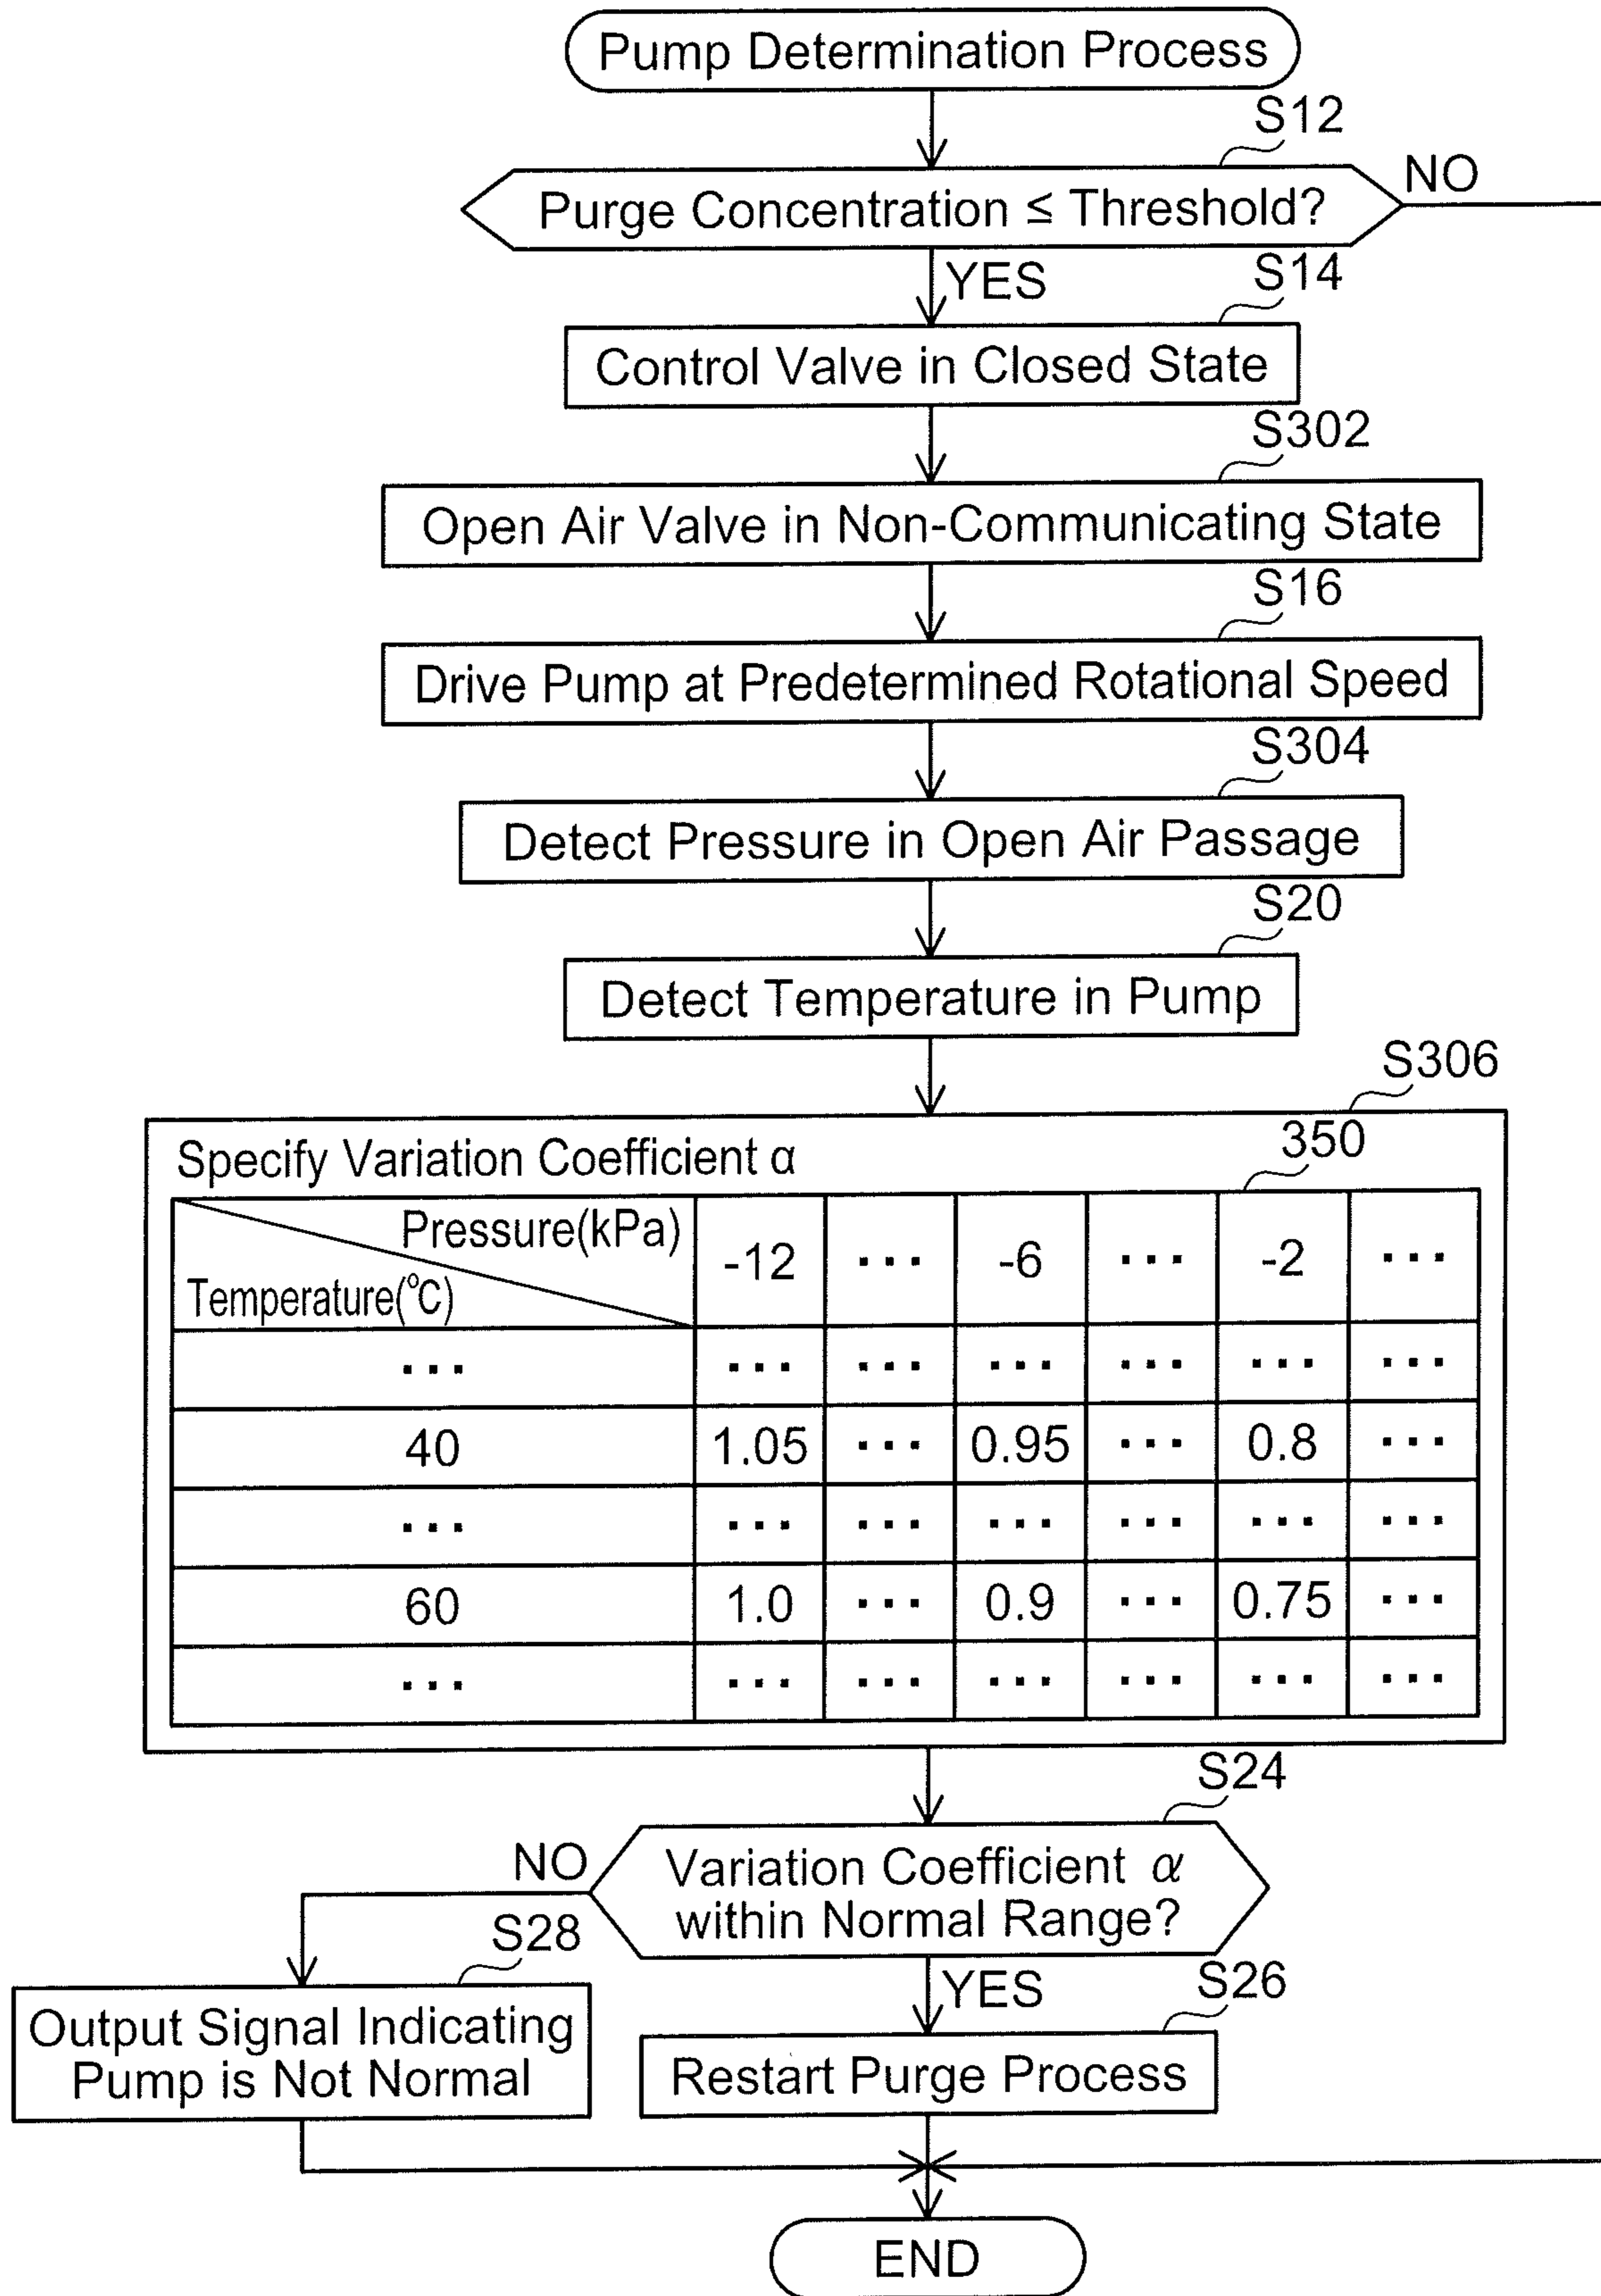 Pump Determination Process
S12
Purge Concentration ≤ Threshold?
NO
YES
S14
Control Valve in Closed State
S302
Open Air Valve in Non-Communicating State
S16
Drive Pump at Predetermined Rotational Speed
S304
Detect Pressure in Open Air Passage
S20
Detect Temperature in Pump
S306
Specify Variation Coefficient α
350
Pressure(kPa)
Temperature(°C)
-12 ... -6 ... -2 ...
... ... ... ... ... ... ...
40 1.05 ... 0.95 ... 0.8 ...
... ... ... ... ... ... ...
60 1.0 ... 0.9 ... 0.75 ...
... ... ... ... ... ... ...
S24
NO
Variation Coefficient α
within Normal Range?
S28
YES
S26
Output Signal Indicating
Pump is Not Normal
Restart Purge Process
END